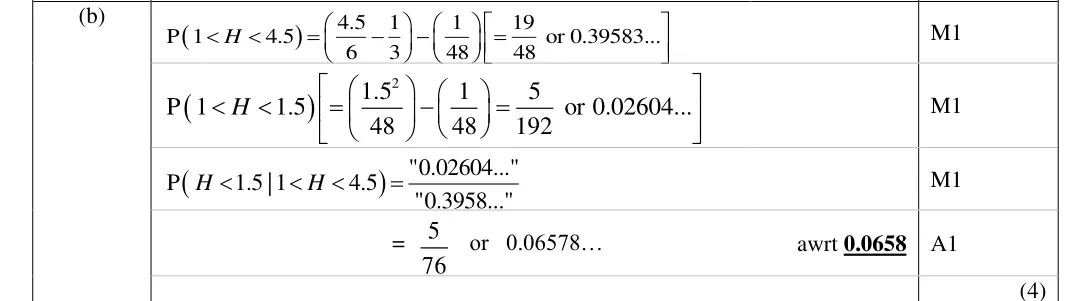 (b) P(1 < H < 4.5) = (4.5/6 − 1/3) − (1/48) [= 19/48 or 0.39583...] M1
P(1 < H < 1.5) [= (1.5²/48) − (1/48) = 5/192 or 0.02604...] M1
P(H < 1.5 | 1 < H < 4.5) = "0.02604..."/"0.3958..." M1
= 5/76 or 0.06578… awrt 0.0658 A1
(4)